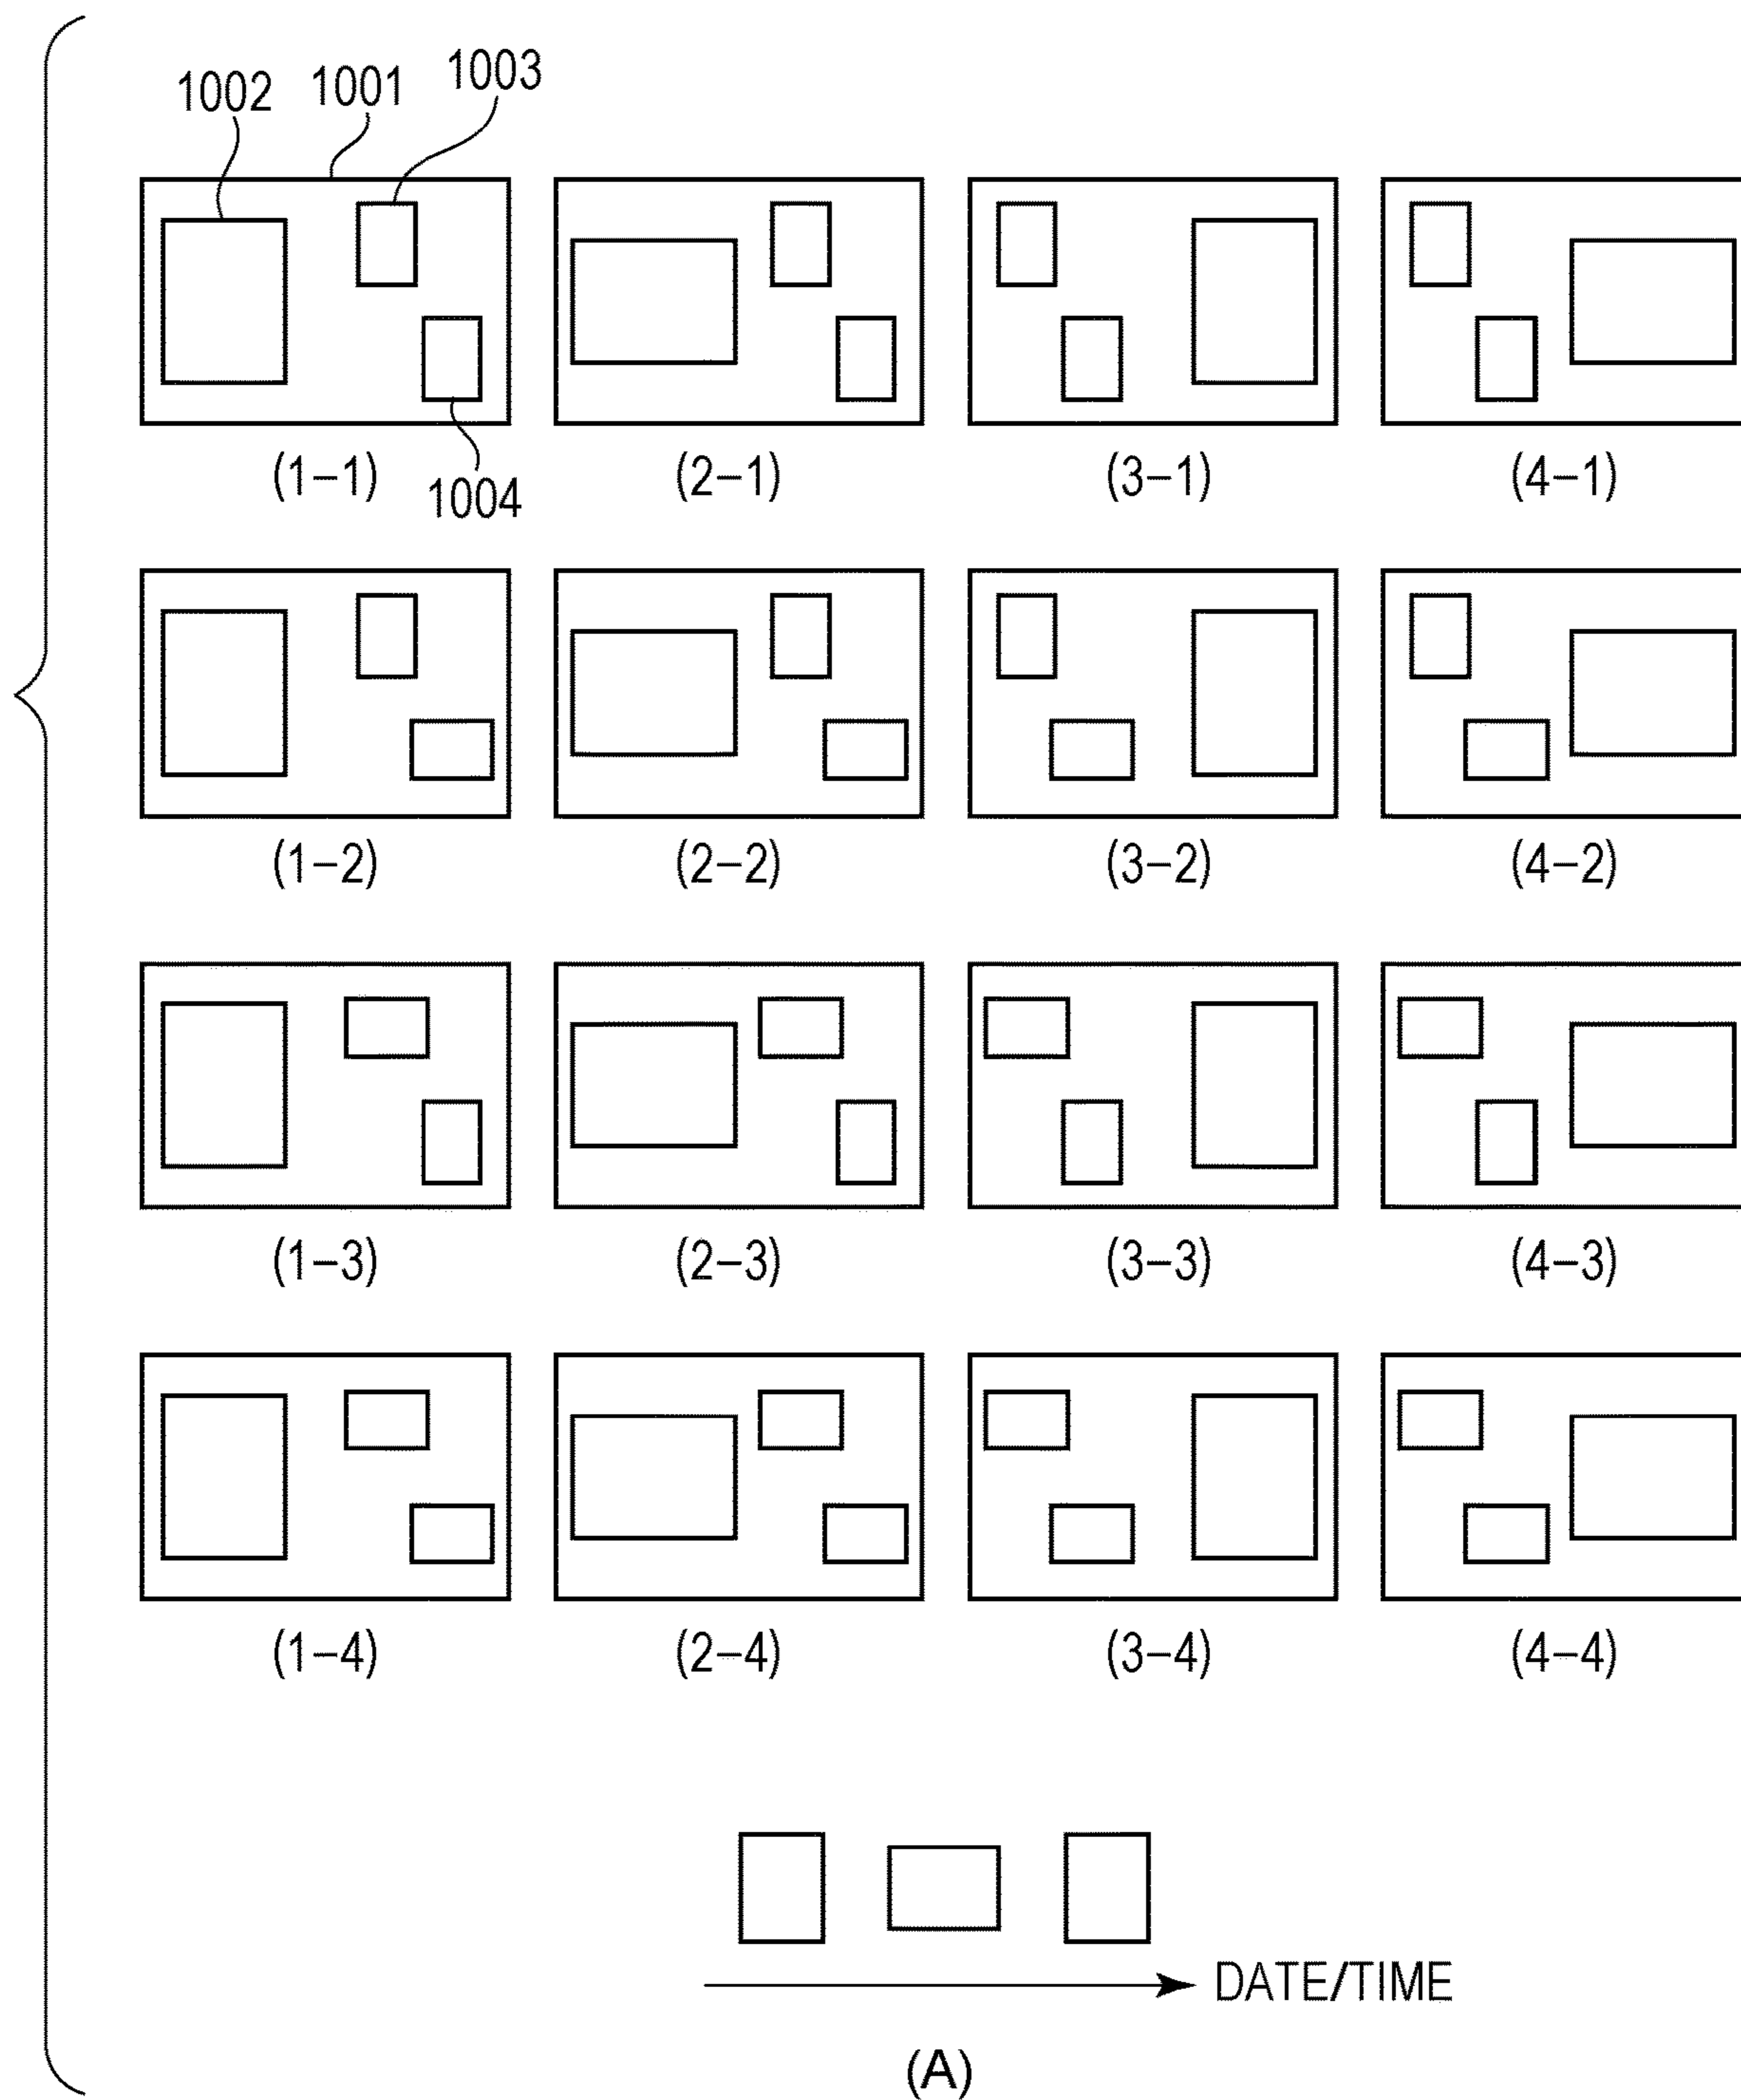 1002 1001 1003
(1–1) 1004 (2–1) (3–1) (4–1)
(1–2) (2–2) (3–2) (4–2)
(1–3) (2–3) (3–3) (4–3)
(1–4) (2–4) (3–4) (4–4)
DATE/TIME
(A)